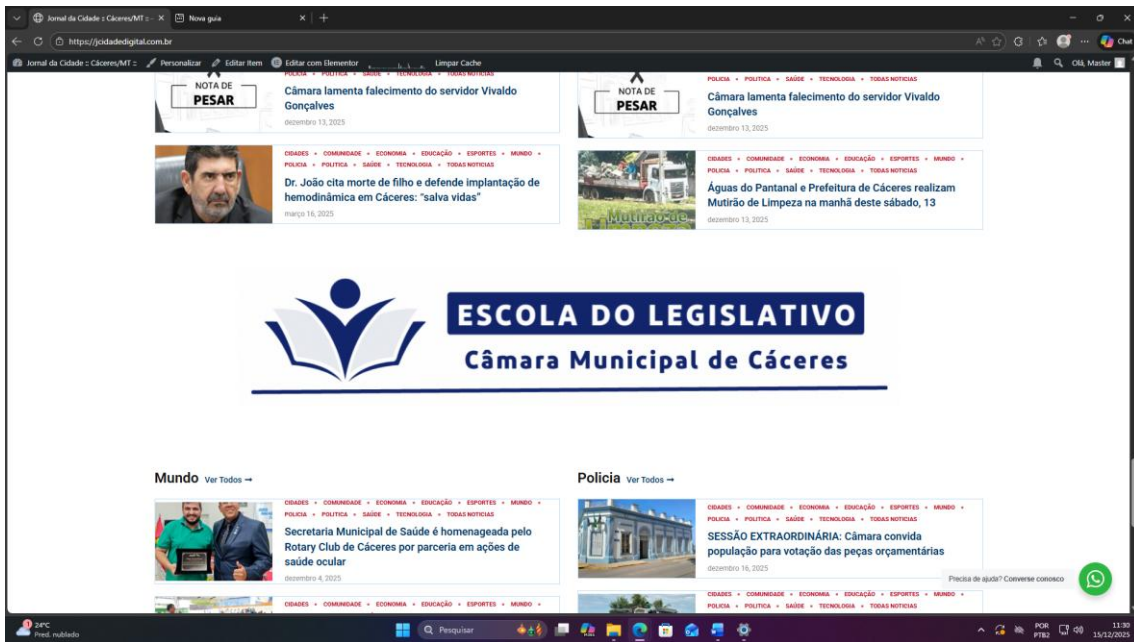 Jornal da Cidade :: Cáceres/MT :: -
Nova guia
https://jcidadedigital.com.br
Chat
Jornal da Cidade :: Cáceres/MT ::
Personalizar
Editar item
Editar com Elementor
Limpar Cache
Olá, Master
NOTA DE
PESAR
POLICIA • POLITICA • SAÚDE • TECNOLOGIA • TODAS NOTICIAS
Câmara lamenta falecimento do servidor Vivaldo
Gonçalves
dezembro 13, 2025
NOTA DE
PESAR
POLICIA • POLITICA • SAÚDE • TECNOLOGIA • TODAS NOTICIAS
Câmara lamenta falecimento do servidor Vivaldo
Gonçalves
dezembro 13, 2025
CIDADES • COMUNIDADE • ECONOMIA • EDUCAÇÃO • ESPORTES • MUNDO •
POLICIA • POLITICA • SAÚDE • TECNOLOGIA • TODAS NOTICIAS
Dr. João cita morte de filho e defende implantação de
hemodinâmica em Cáceres: "salva vidas"
março 16, 2025
Mutirão de
CIDADES • COMUNIDADE • ECONOMIA • EDUCAÇÃO • ESPORTES • MUNDO •
POLICIA • POLITICA • SAÚDE • TECNOLOGIA • TODAS NOTICIAS
Águas do Pantanal e Prefeitura de Cáceres realizam
Mutirão de Limpeza na manhã deste sábado, 13
dezembro 13, 2025
ESCOLA DO LEGISLATIVO
Câmara Municipal de Cáceres
Mundo Ver Todos →
CIDADES • COMUNIDADE • ECONOMIA • EDUCAÇÃO • ESPORTES • MUNDO •
POLICIA • POLITICA • SAÚDE • TECNOLOGIA • TODAS NOTICIAS
Secretaria Municipal de Saúde é homenageada pelo
Rotary Club de Cáceres por parceria em ações de
saúde ocular
dezembro 4, 2025
CIDADES • COMUNIDADE • ECONOMIA • EDUCAÇÃO • ESPORTES • MUNDO •
Policia Ver Todos →
CIDADES • COMUNIDADE • ECONOMIA • EDUCAÇÃO • ESPORTES • MUNDO •
POLICIA • POLITICA • SAÚDE • TECNOLOGIA • TODAS NOTICIAS
SESSÃO EXTRAORDINÁRIA: Câmara convida
população para votação das peças orçamentárias
dezembro 16, 2025
CIDADES • COMUNIDADE • ECONOMIA • EDUCAÇÃO • ESPORTES • MUNDO •
POLICIA • POLITICA • SAÚDE • TECNOLOGIA • TODAS NOTICIAS
Precisa de ajuda? Converse conosco
1
24°C
Pred. nublado
Pesquisar
POR
PTB2
11:30
15/12/2025